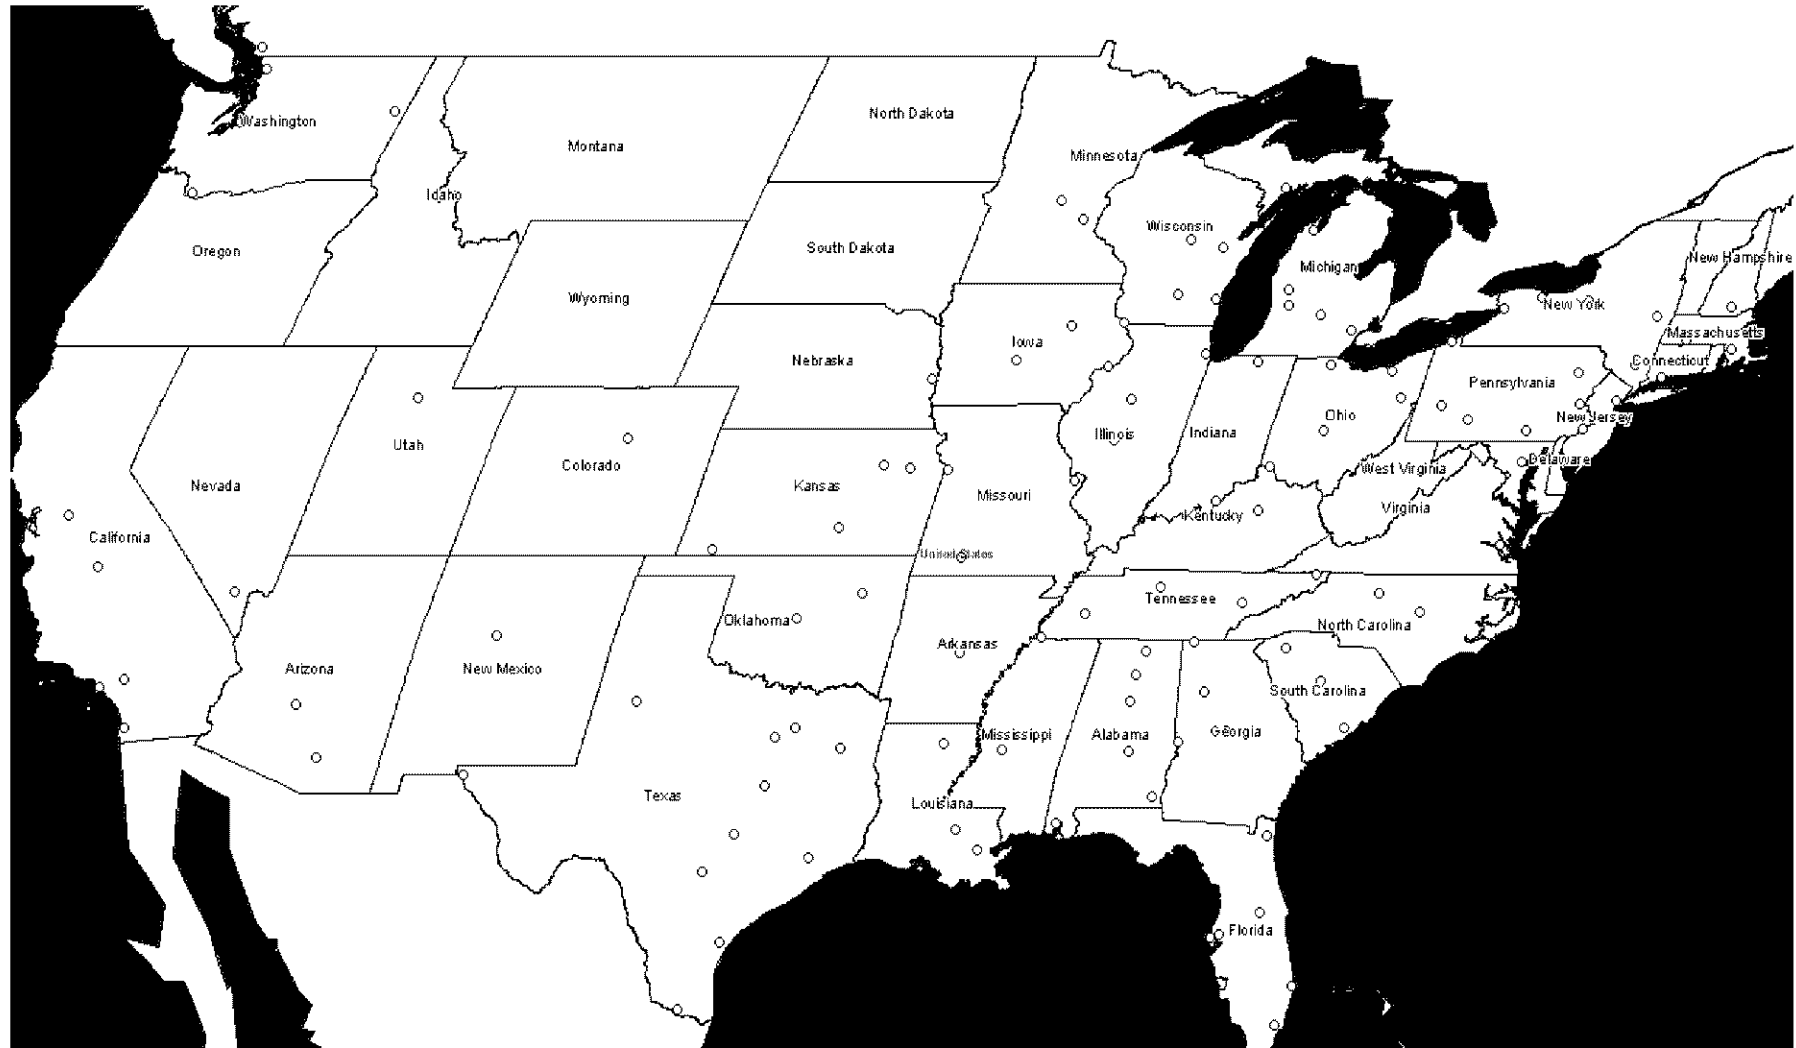 North Dakota
Washington
Montana
Minnesota
Idaho
Wisconsin
Oregon
South Dakota
New Hampshire
Michigan
Wyoming
New York
Massachusetts
Iowa
Nebraska
Connecticut
Pennsylvania
Ohio
New Jersey
Illinois
Indiana
Utah
Colorado
Delaware
West Virginia
Nevada
Kansas
Missouri
Virginia
Kentucky
California
United States
Tennessee
Oklahoma
North Carolina
Arkansas
Arizona
New Mexico
South Carolina
Georgia
Mississippi
Alabama
Texas
Louisiana
Florida